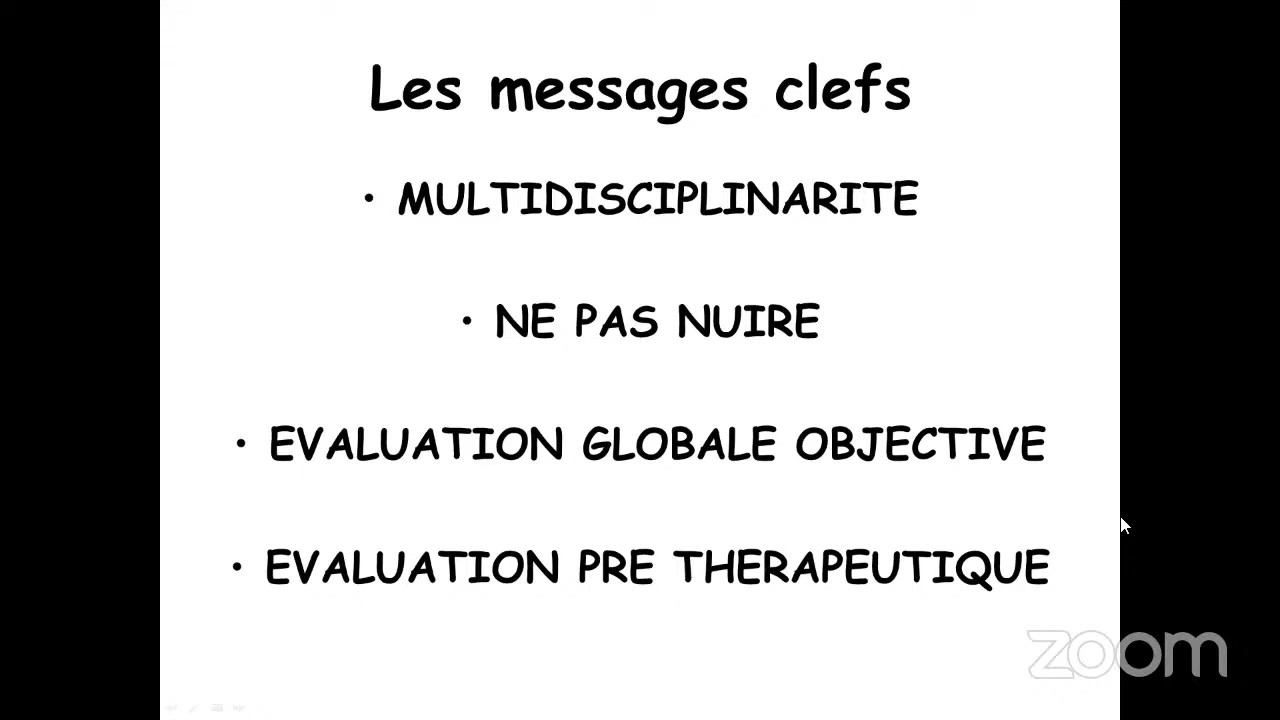 Les messages clefs
• MULTIDISCIPLINARITE
• NE PAS NUIRE
• EVALUATION GLOBALE OBJECTIVE
• EVALUATION PRE THERAPEUTIQUE
zoom